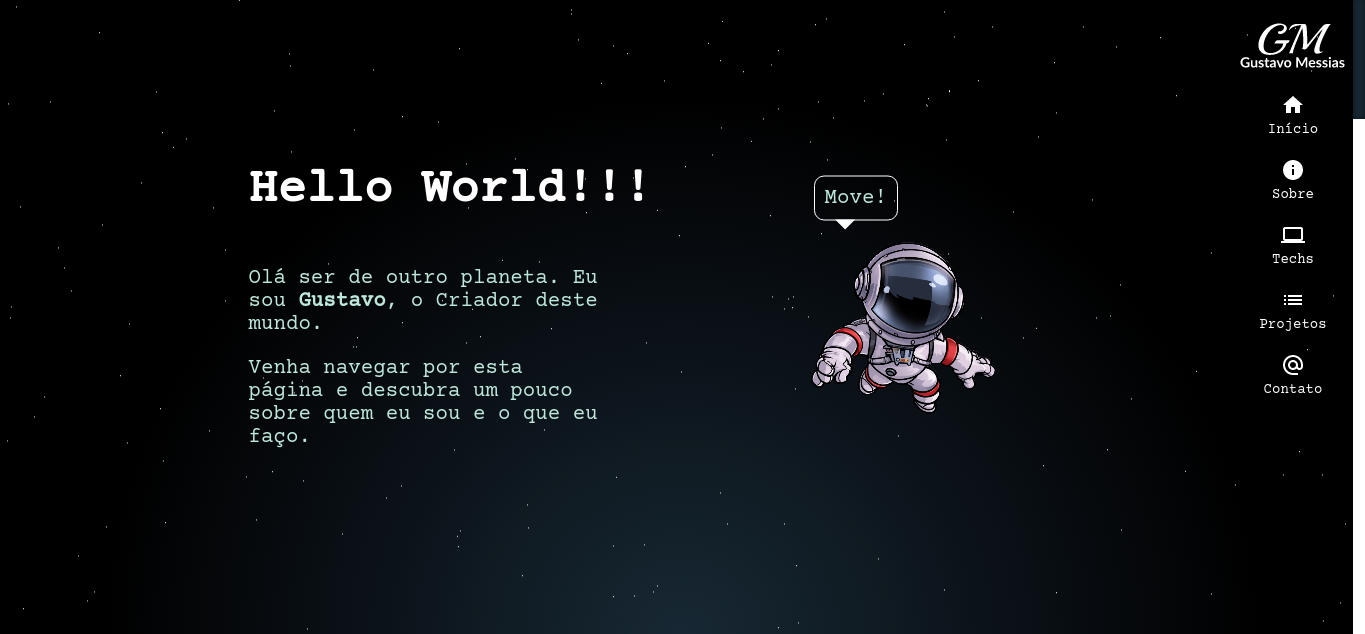 GM
Gustavo Messias
Início
Sobre
Techs
Projetos
Contato
Hello World!!!
Olá ser de outro planeta. Eu
sou Gustavo, o Criador deste
mundo.
Venha navegar por esta
página e descubra um pouco
sobre quem eu sou e o que eu
faço.
Move!